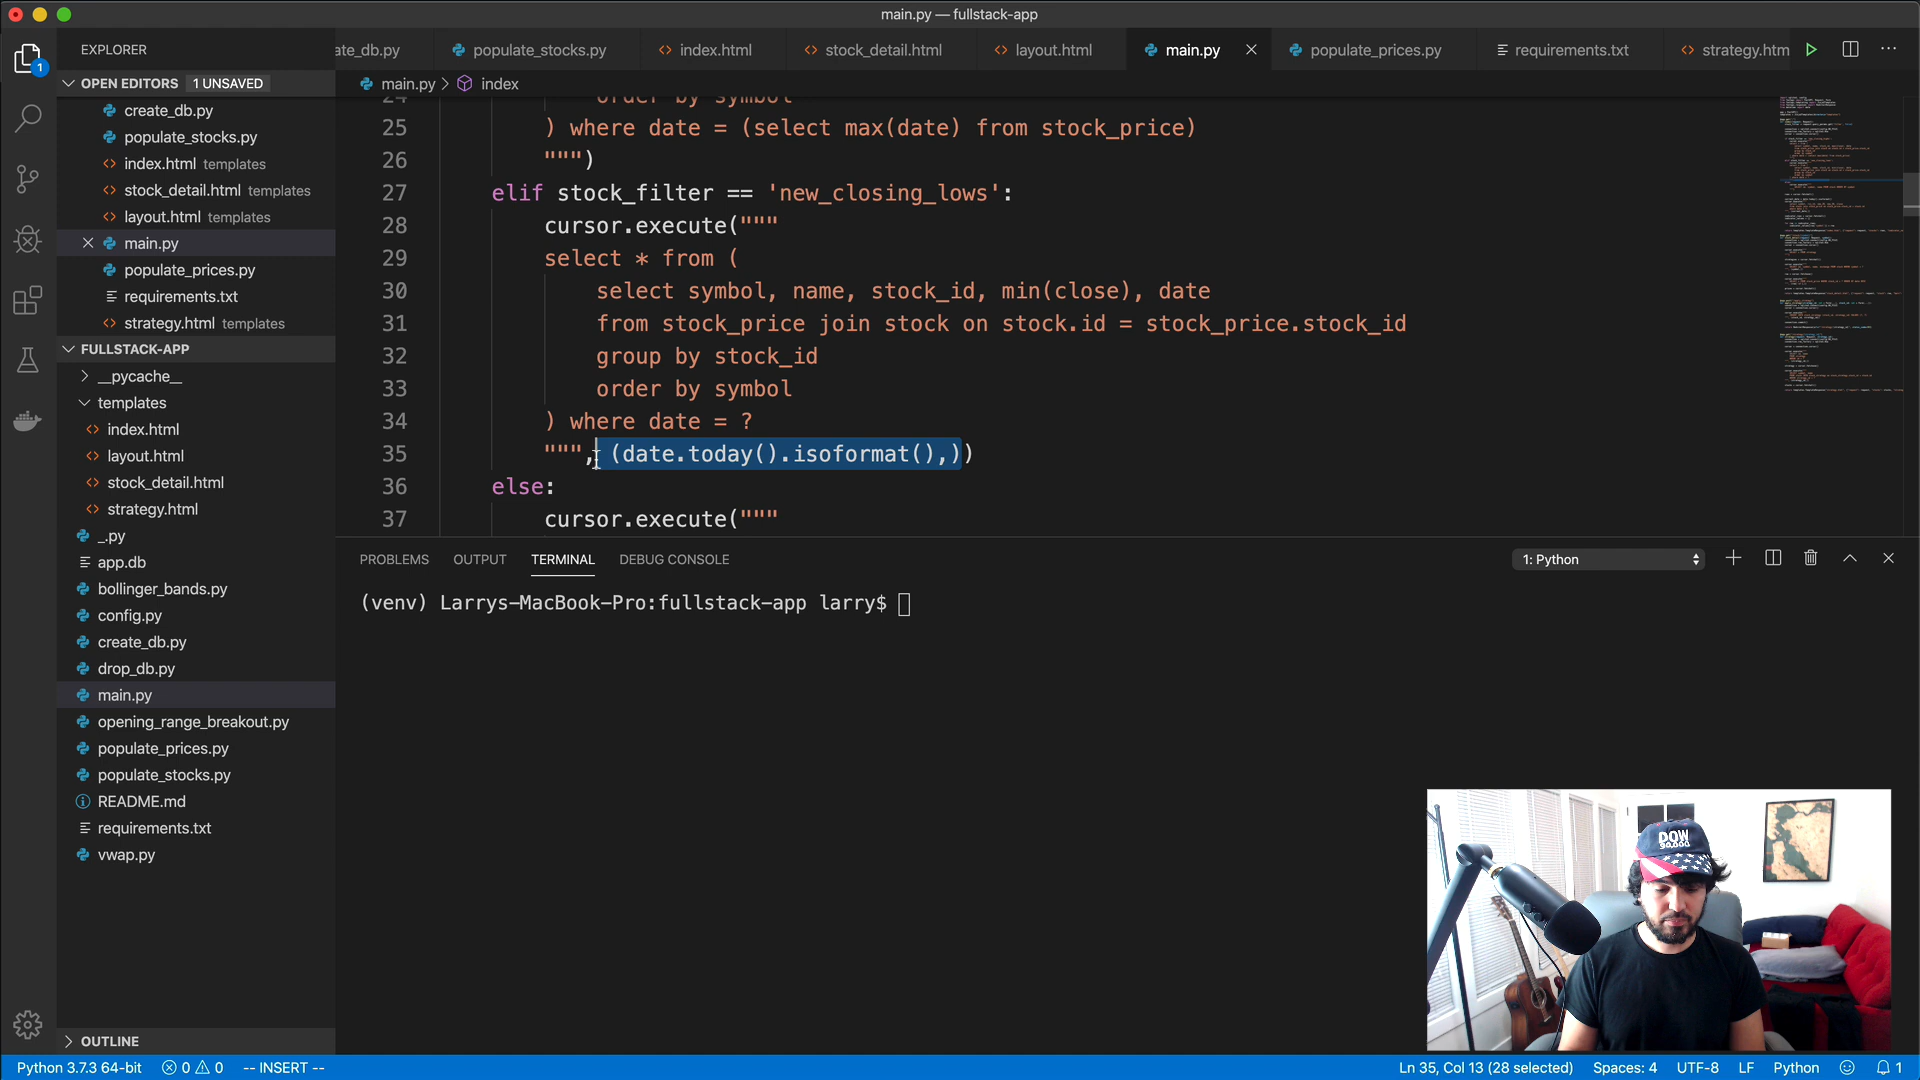 main.py — fullstack-app
EXPLORER
ate_db.py
populate_stocks.py
index.html
stock_detail.html
layout.html
main.py
populate_prices.py
requirements.txt
strategy.htm
1
OPEN EDITORS
1 UNSAVED
main.py
index
create_db.py
populate_stocks.py
index.html templates
stock_detail.html templates
layout.html templates
main.py
populate_prices.py
requirements.txt
strategy.html templates
FULLSTACK-APP
__pycache__
templates
index.html
layout.html
stock_detail.html
strategy.html
_.py
app.db
bollinger_bands.py
config.py
create_db.py
drop_db.py
main.py
opening_range_breakout.py
populate_prices.py
populate_stocks.py
README.md
requirements.txt
vwap.py
OUTLINE
24 order by symbol
25 ) where date = (select max(date) from stock_price)
26 """)
27 elif stock_filter == 'new_closing_lows':
28 cursor.execute("""
29 select * from (
30 select symbol, name, stock_id, min(close), date
31 from stock_price join stock on stock.id = stock_price.stock_id
32 group by stock_id
33 order by symbol
34 ) where date = ?
35 """, (date.today().isoformat(),))
36 else:
37 cursor.execute("""
PROBLEMS
OUTPUT
TERMINAL
DEBUG CONSOLE
1: Python
(venv) Larrys-MacBook-Pro:fullstack-app larry$
DOW
Python 3.7.3 64-bit
0
0
-- INSERT --
Ln 35, Col 13 (28 selected)
Spaces: 4
UTF-8
LF
Python
1